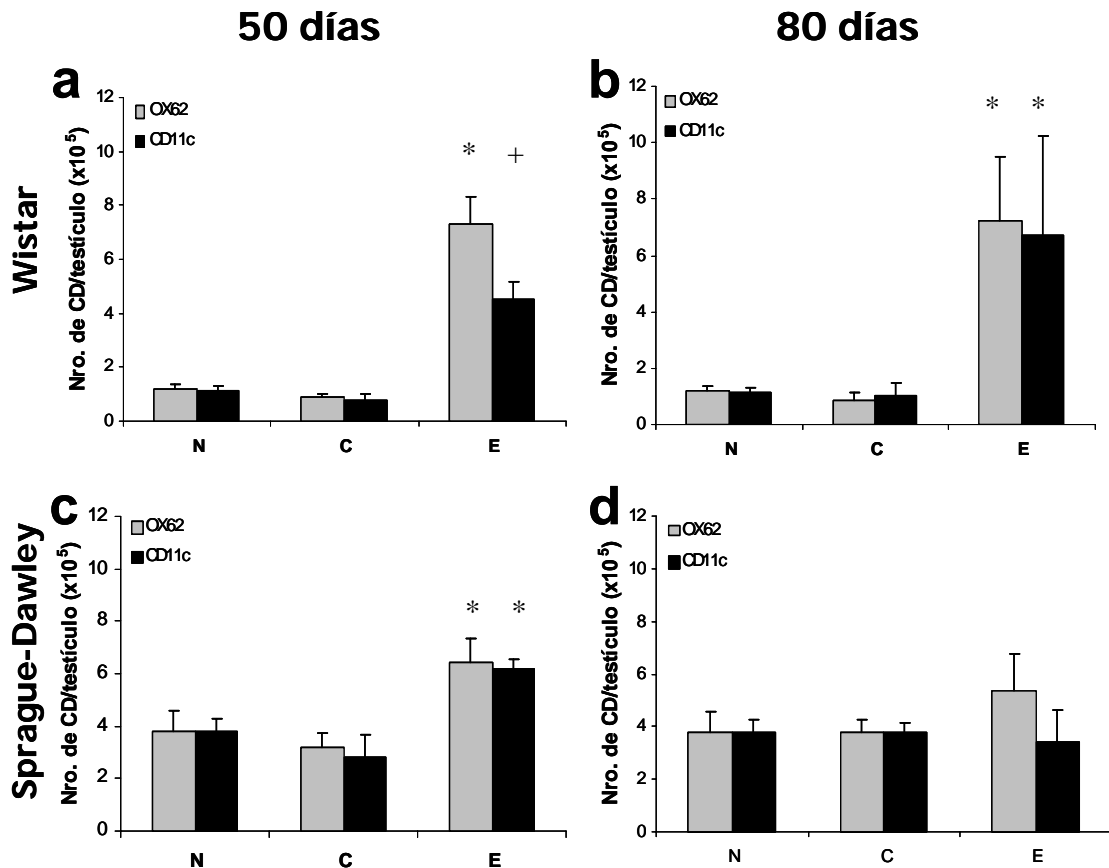 50 días
80 días
Wistar
Sprague-Dawley
a
Nro. de CD/testículo (x10⁵)
12
10
8
6
4
2
0
OX62
CD11c
*
+
N
C
E
b
Nro. de CD/testículo (x10⁵)
12
10
8
6
4
2
0
OX62
CD11c
*
*
N
C
E
c
Nro. de CD/testículo (x10⁵)
12
10
8
6
4
2
0
OX62
CD11c
*
*
N
C
E
d
Nro. de CD/testículo (x10⁵)
12
10
8
6
4
2
0
OX62
CD11c
N
C
E